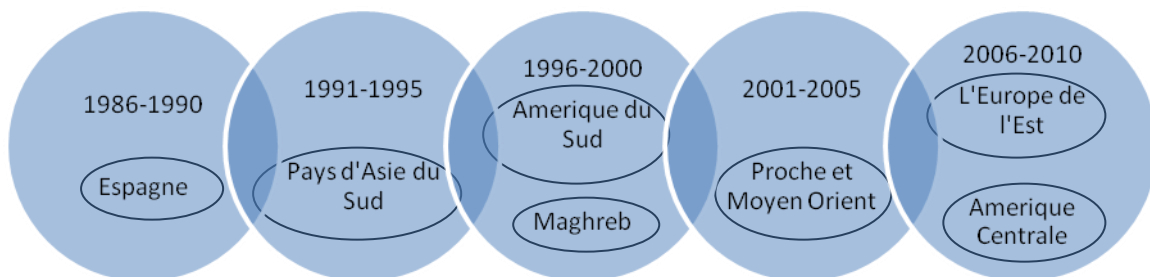 1986-1990
Espagne
1991-1995
Pays d'Asie du
Sud
1996-2000
Amerique du
Sud
Maghreb
2001-2005
Proche et
Moyen Orient
2006-2010
L'Europe de
l'Est
Amerique
Centrale